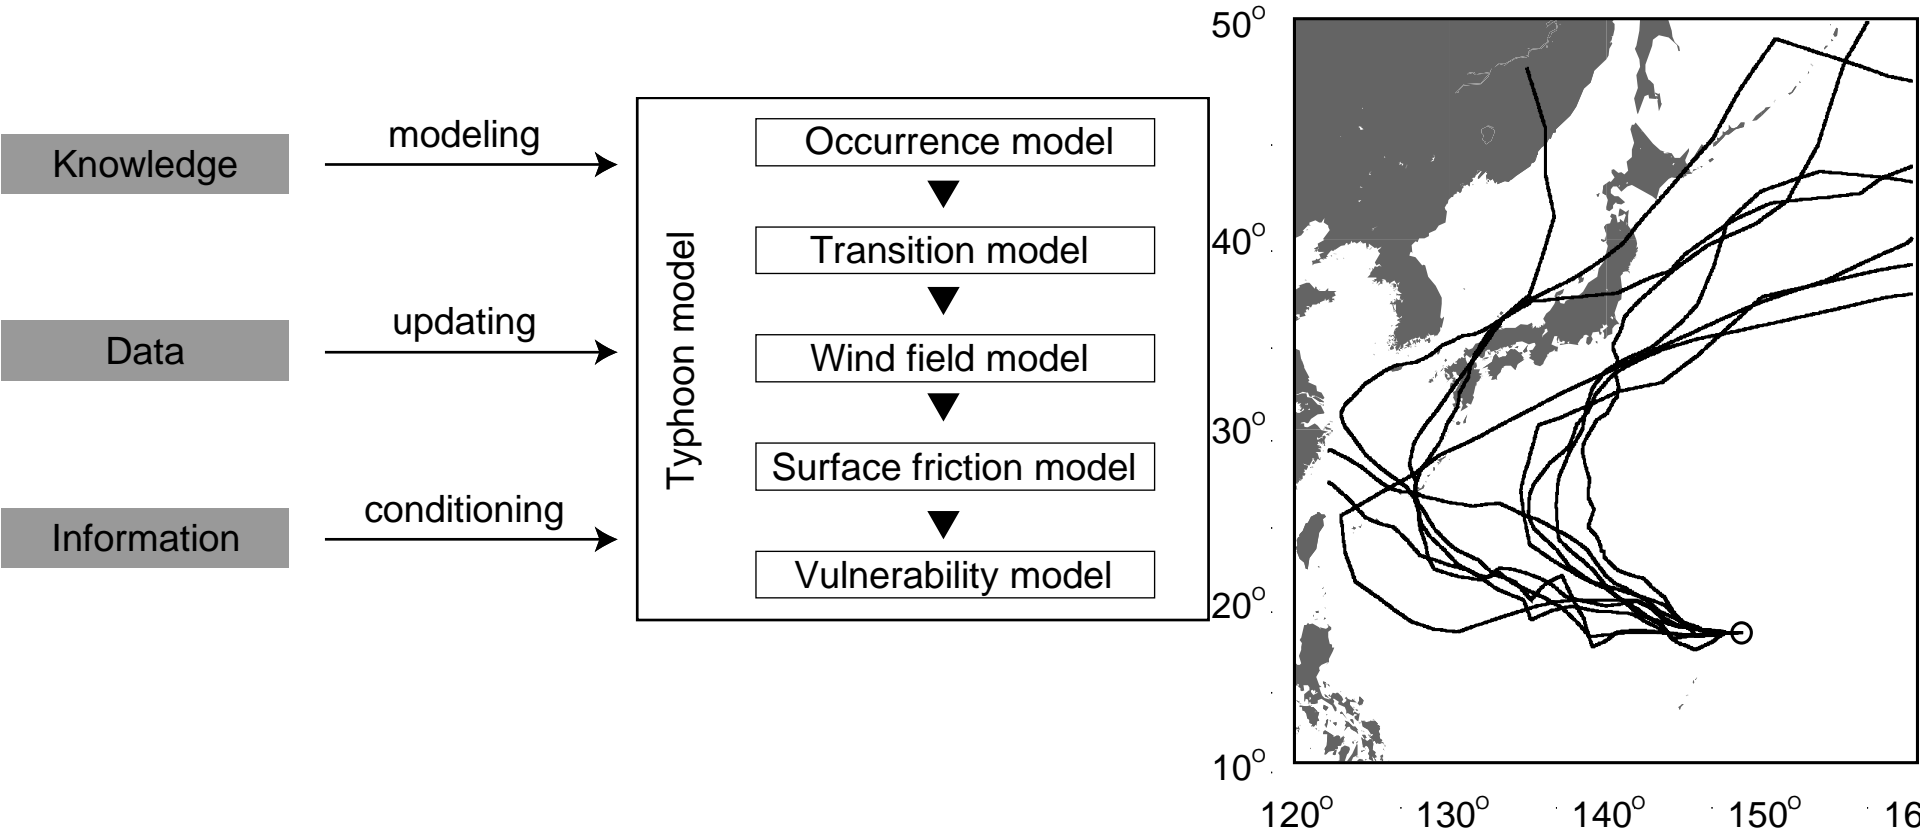 Knowledge
modeling
Data
updating
Information
conditioning
Typhoon model
Occurrence model
Transition model
Wind field model
Surface friction model
Vulnerability model
50°
40°
30°
20°
10°
120° 130° 140° 150° 16